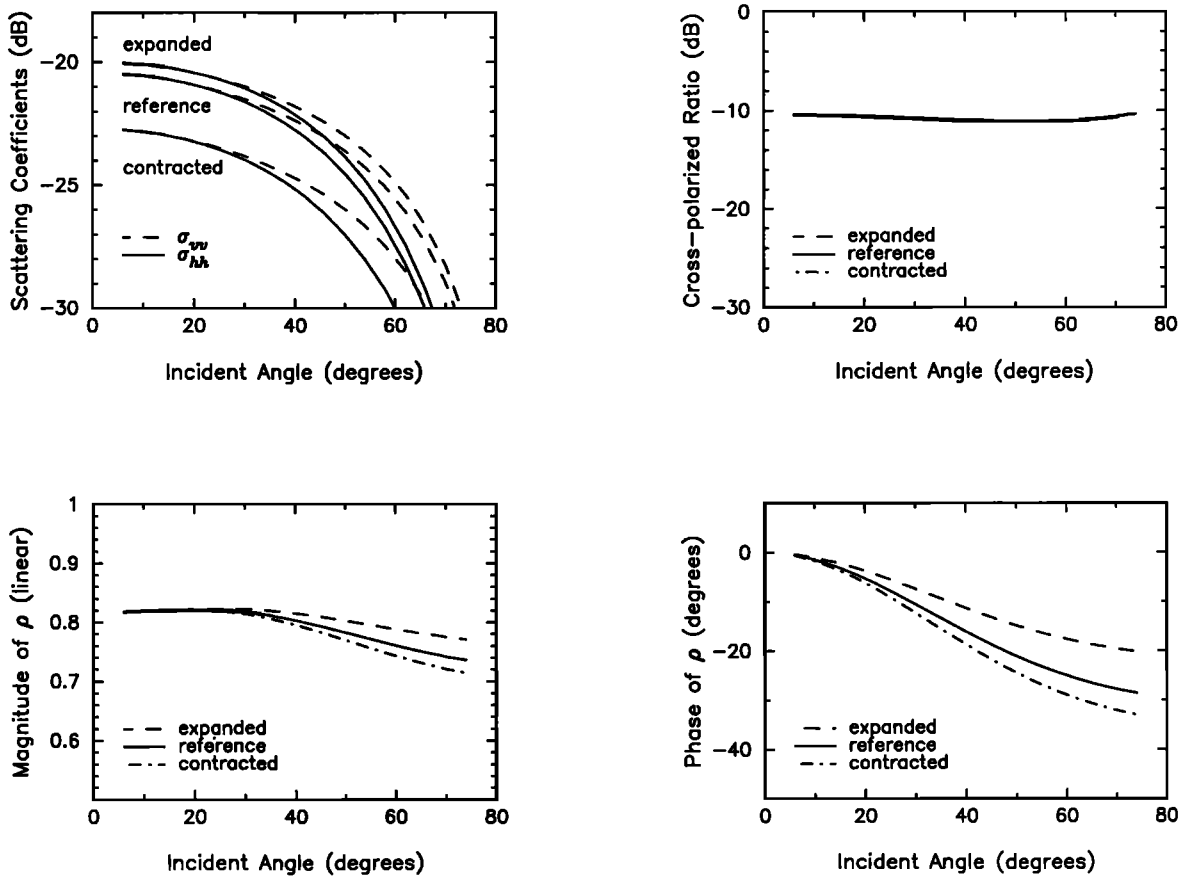 Scattering Coefficients (dB)
-20
-25
-30
expanded
reference
contracted
σvv
σhh
0 20 40 60 80
Incident Angle (degrees)
Cross-polarized Ratio (dB)
0
-10
-20
-30
expanded
reference
contracted
0 20 40 60 80
Incident Angle (degrees)
Magnitude of ρ (linear)
1
0.9
0.8
0.7
0.6
expanded
reference
contracted
0 20 40 60 80
Incident Angle (degrees)
Phase of ρ (degrees)
0
-20
-40
expanded
reference
contracted
0 20 40 60 80
Incident Angle (degrees)